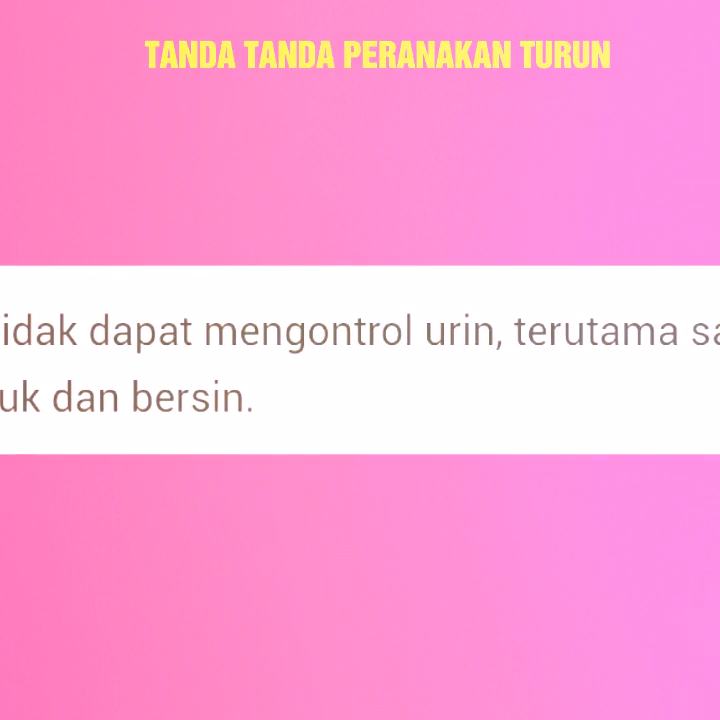 TANDA TANDA PERANAKAN TURUN
idak dapat mengontrol urin, terutama sa
uk dan bersin.